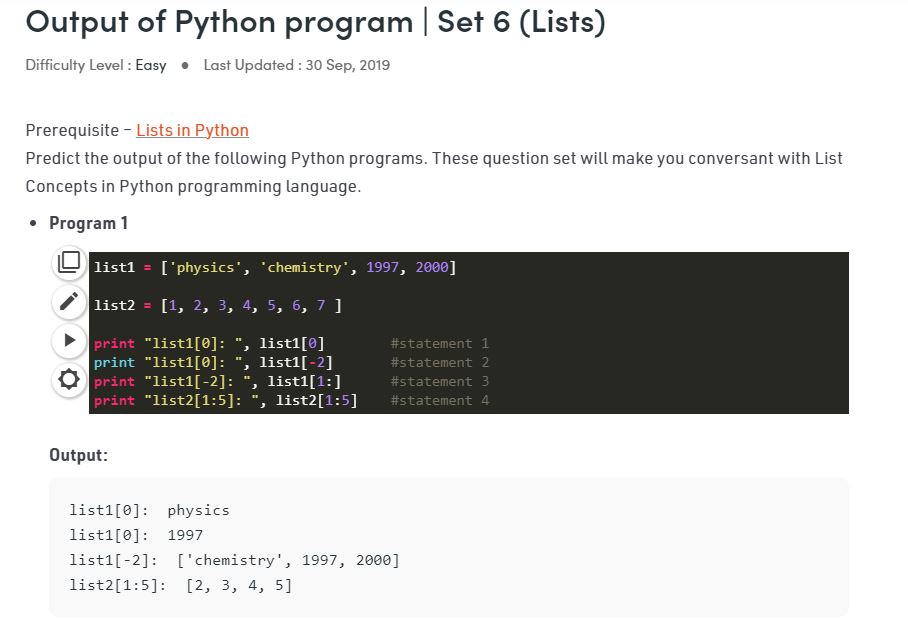 Output of Python program | Set 6 (Lists)
Difficulty Level : Easy • Last Updated : 30 Sep, 2019
Prerequisite – Lists in Python
Predict the output of the following Python programs. These question set will make you conversant with List
Concepts in Python programming language.
• Program 1
list1 = ['physics', 'chemistry', 1997, 2000]
list2 = [1, 2, 3, 4, 5, 6, 7 ]
print "list1[0]: ", list1[0] #statement 1
print "list1[0]: ", list1[-2] #statement 2
print "list1[-2]: ", list1[1:] #statement 3
print "list2[1:5]: ", list2[1:5] #statement 4
Output:
list1[0]: physics
list1[0]: 1997
list1[-2]: ['chemistry', 1997, 2000]
list2[1:5]: [2, 3, 4, 5]